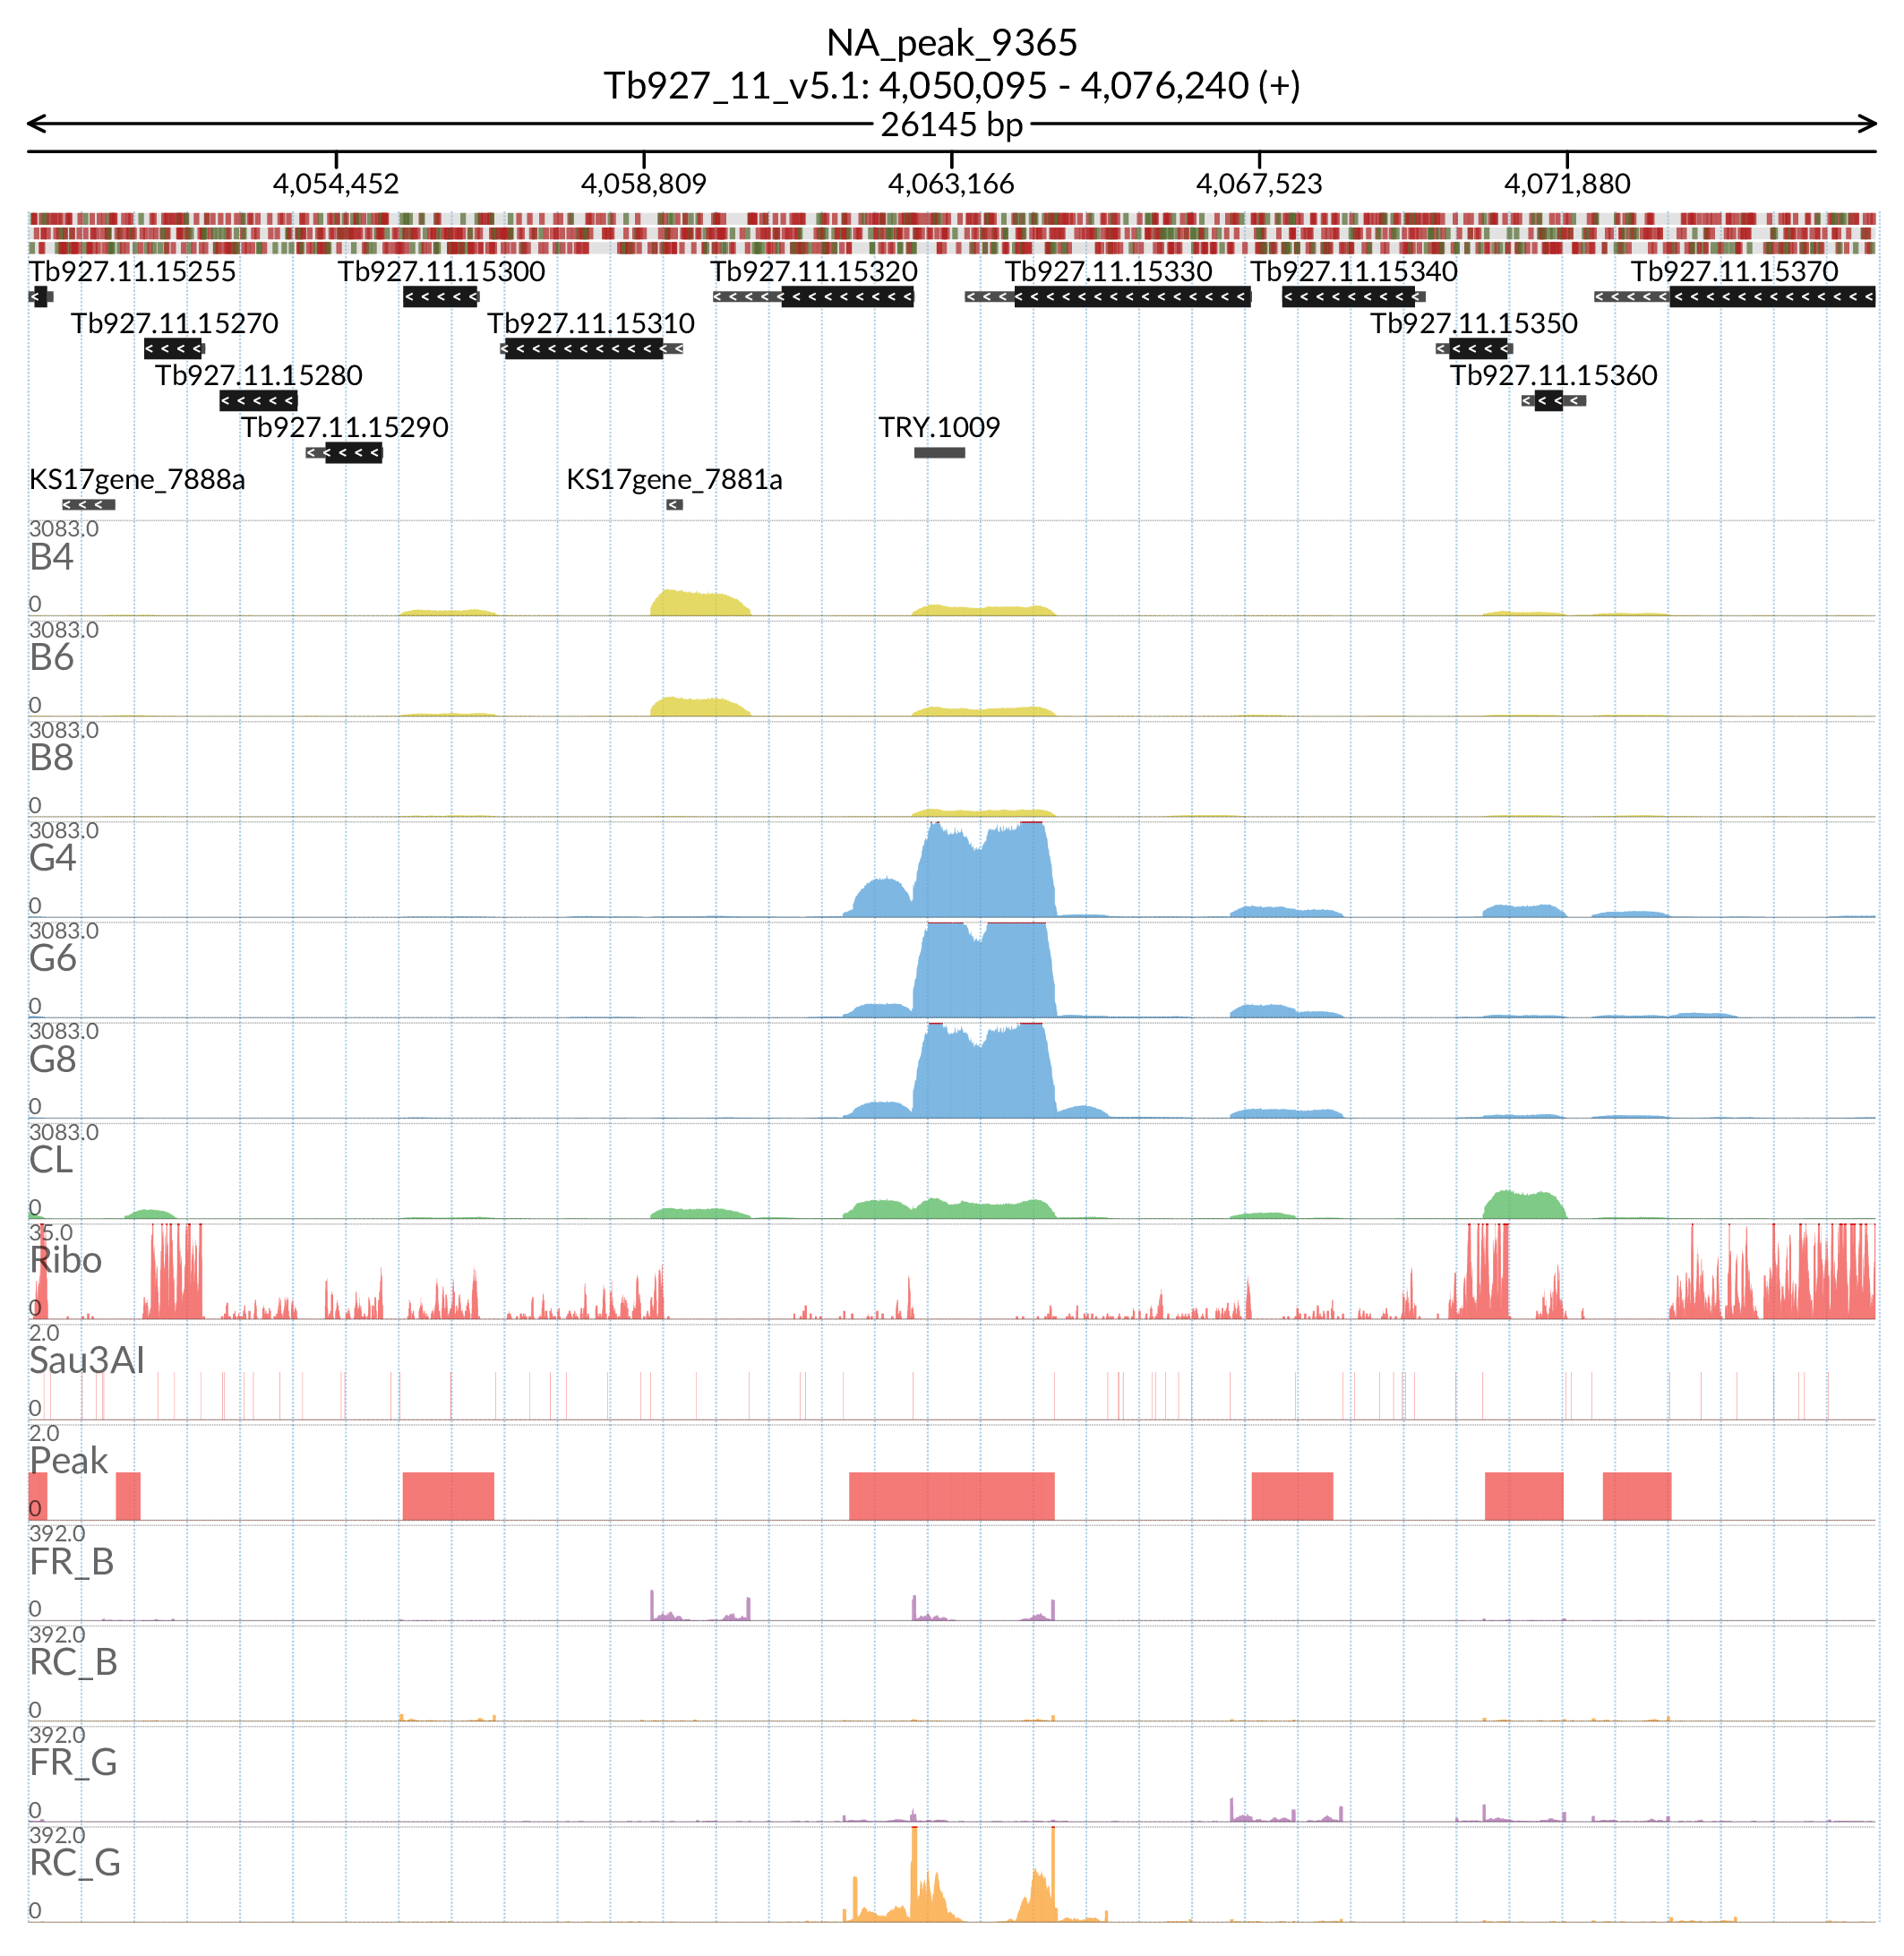 NA_peak_9365
Tb927_11_v5.1: 4,050,095 - 4,076,240 (+)
26145 bp
4,054,452 4,058,809 4,063,166 4,067,523 4,071,880
Tb927.11.15255 Tb927.11.15300 Tb927.11.15320 Tb927.11.15330 Tb927.11.15340 Tb927.11.15370
Tb927.11.15270 Tb927.11.15310 Tb927.11.15350
Tb927.11.15280 Tb927.11.15360
Tb927.11.15290 TRY.1009
KS17gene_7888a KS17gene_7881a
3083.0
B4
0
3083.0
B6
0
3083.0
B8
0
3083.0
G4
0
3083.0
G6
0
3083.0
G8
0
3083.0
CL
0
35.0
Ribo
0
2.0
Sau3AI
0
2.0
Peak
0
392.0
FR_B
0
392.0
RC_B
0
392.0
FR_G
0
392.0
RC_G
0